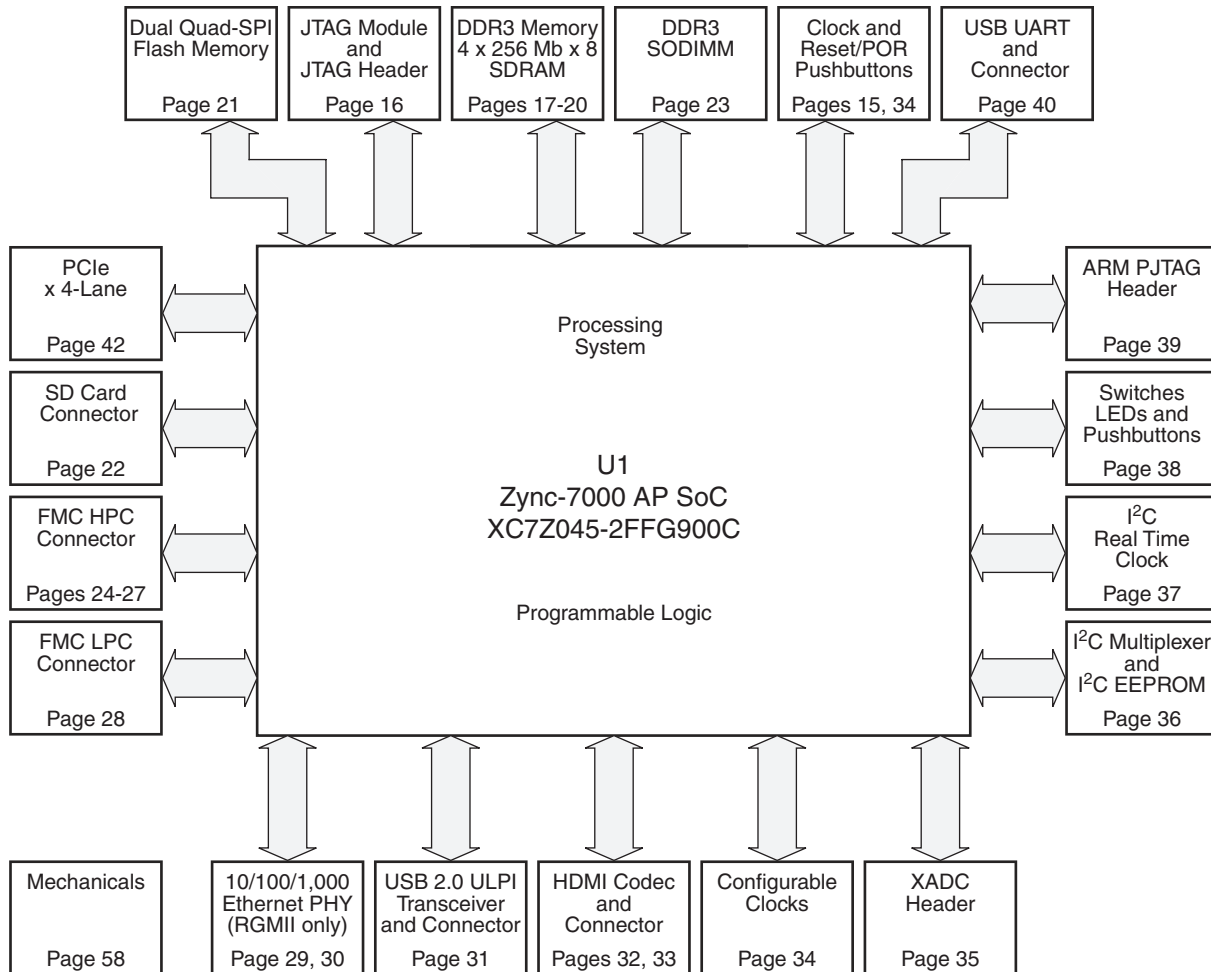 Dual Quad-SPI
Flash Memory
Page 21
JTAG Module
and
JTAG Header
Page 16
DDR3 Memory
4 x 256 Mb x 8
SDRAM
Pages 17-20
DDR3
SODIMM
Page 23
Clock and
Reset/POR
Pushbuttons
Pages 15, 34
USB UART
and
Connector
Page 40
PCIe
x 4-Lane
Page 42
SD Card
Connector
Page 22
FMC HPC
Connector
Pages 24-27
FMC LPC
Connector
Page 28
Processing
System
U1
Zync-7000 AP SoC
XC7Z045-2FFG900C
Programmable Logic
ARM PJTAG
Header
Page 39
Switches
LEDs and
Pushbuttons
Page 38
I²C
Real Time
Clock
Page 37
I²C Multiplexer
and
I²C EEPROM
Page 36
Mechanicals
Page 58
10/100/1,000
Ethernet PHY
(RGMII only)
Page 29, 30
USB 2.0 ULPI
Transceiver
and Connector
Page 31
HDMI Codec
and
Connector
Pages 32, 33
Configurable
Clocks
Page 34
XADC
Header
Page 35